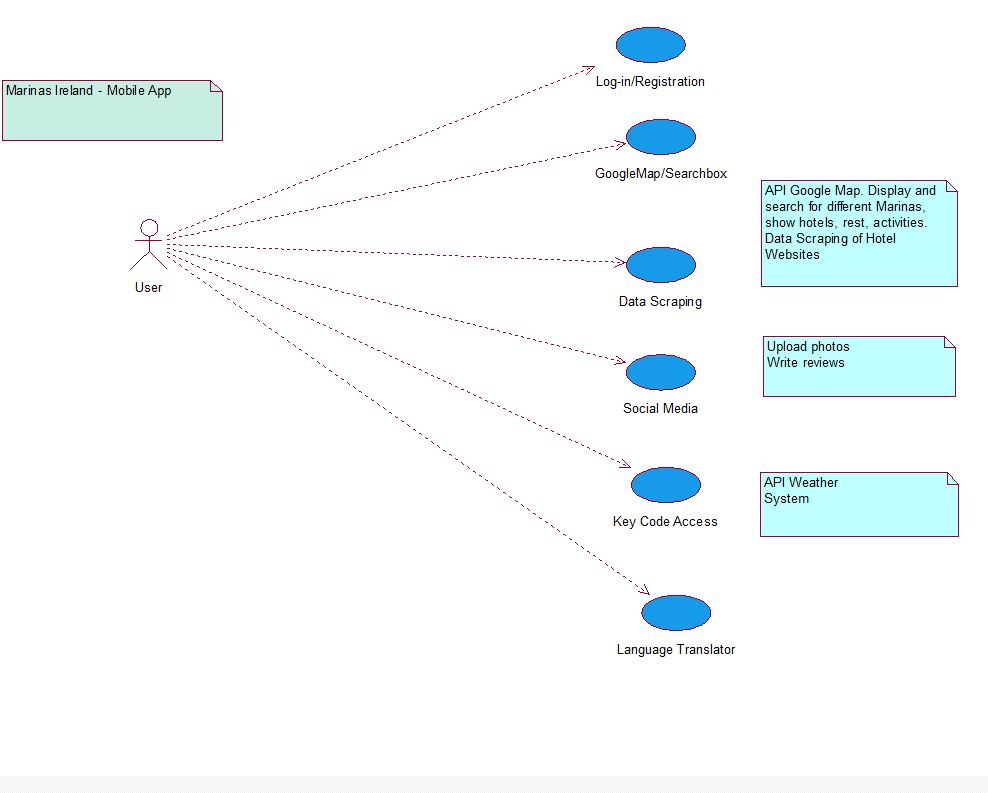 Log-in/Registration
Marinas Ireland - Mobile App
GoogleMap/Searchbox
API Google Map. Display and
search for different Marinas,
show hotels, rest, activities.
Data Scraping of Hotel
Websites
User
Data Scraping
Upload photos
Write reviews
Social Media
API Weather
System
Key Code Access
Language Translator